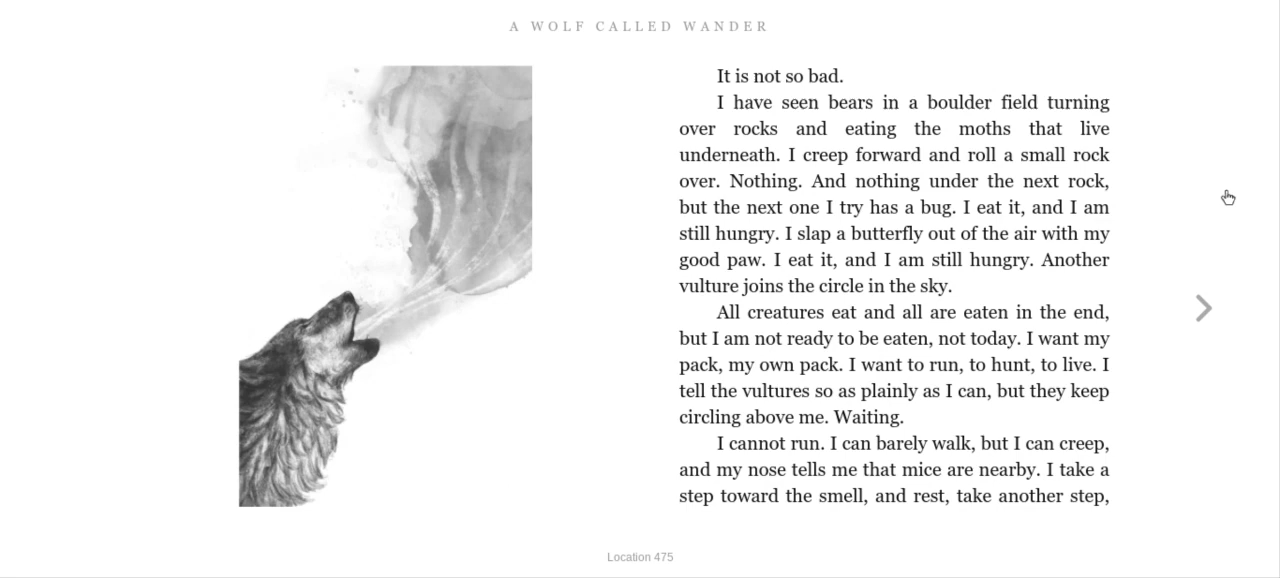 A WOLF CALLED WANDER
It is not so bad.
I have seen bears in a boulder field turning
over rocks and eating the moths that live
underneath. I creep forward and roll a small rock
over. Nothing. And nothing under the next rock,
but the next one I try has a bug. I eat it, and I am
still hungry. I slap a butterfly out of the air with my
good paw. I eat it, and I am still hungry. Another
vulture joins the circle in the sky.
All creatures eat and all are eaten in the end,
but I am not ready to be eaten, not today. I want my
pack, my own pack. I want to run, to hunt, to live. I
tell the vultures so as plainly as I can, but they keep
circling above me. Waiting.
I cannot run. I can barely walk, but I can creep,
and my nose tells me that mice are nearby. I take a
step toward the smell, and rest, take another step,
Location 475